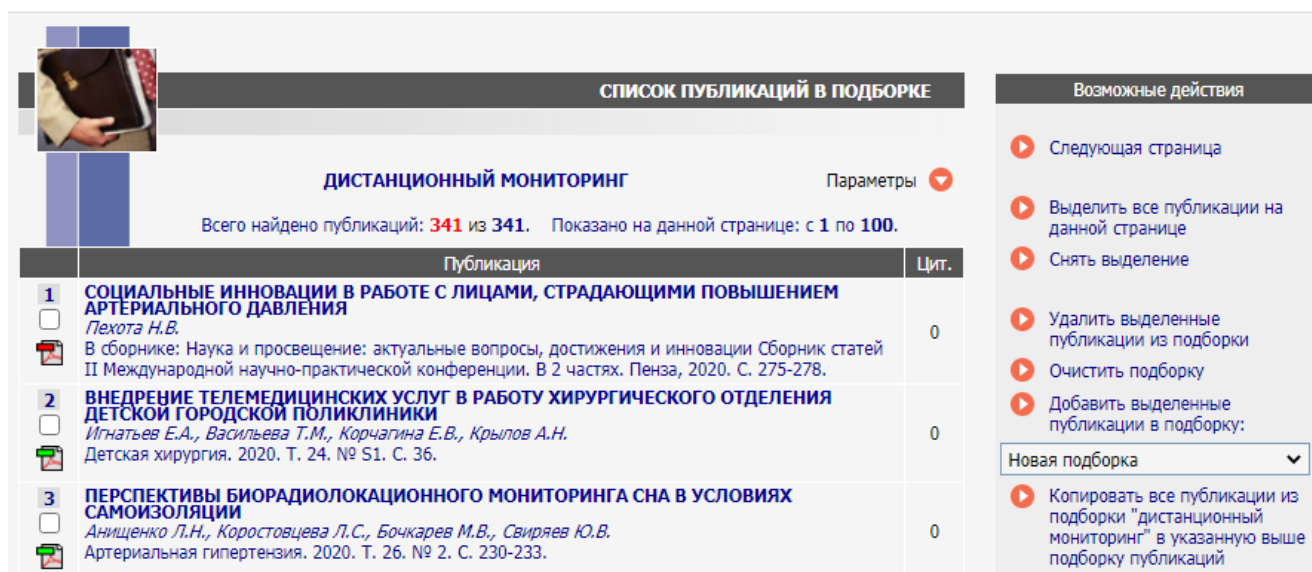 СПИСОК ПУБЛИКАЦИЙ В ПОДБОРКЕ
ДИСТАНЦИОННЫЙ МОНИТОРИНГ
Параметры
Всего найдено публикаций: 341 из 341. Показано на данной странице: с 1 по 100.
Публикация Цит.
1 СОЦИАЛЬНЫЕ ИННОВАЦИИ В РАБОТЕ С ЛИЦАМИ, СТРАДАЮЩИМИ ПОВЫШЕНИЕМ
АРТЕРИАЛЬНОГО ДАВЛЕНИЯ
Пехота Н.В.
0
В сборнике: Наука и просвещение: актуальные вопросы, достижения и инновации Сборник статей
II Международной научно-практической конференции. В 2 частях. Пенза, 2020. С. 275-278.
2 ВНЕДРЕНИЕ ТЕЛЕМЕДИЦИНСКИХ УСЛУГ В РАБОТУ ХИРУРГИЧЕСКОГО ОТДЕЛЕНИЯ
ДЕТСКОЙ ГОРОДСКОЙ ПОЛИКЛИНИКИ
Игнатьев Е.А., Васильева Т.М., Корчагина Е.В., Крылов А.Н.
0
Детская хирургия. 2020. Т. 24. № S1. С. 36.
3 ПЕРСПЕКТИВЫ БИОРАДИОЛОКАЦИОННОГО МОНИТОРИНГА СНА В УСЛОВИЯХ
САМОИЗОЛЯЦИИ
Анищенко Л.Н., Коростовцева Л.С., Бочкарев М.В., Свиряев Ю.В.
0
Артериальная гипертензия. 2020. Т. 26. № 2. С. 230-233.
Возможные действия
Следующая страница
Выделить все публикации на
данной странице
Снять выделение
Удалить выделенные
публикации из подборки
Очистить подборку
Добавить выделенные
публикации в подборку:
Новая подборка
Копировать все публикации из
подборки "дистанционный
мониторинг" в указанную выше
подборку публикаций